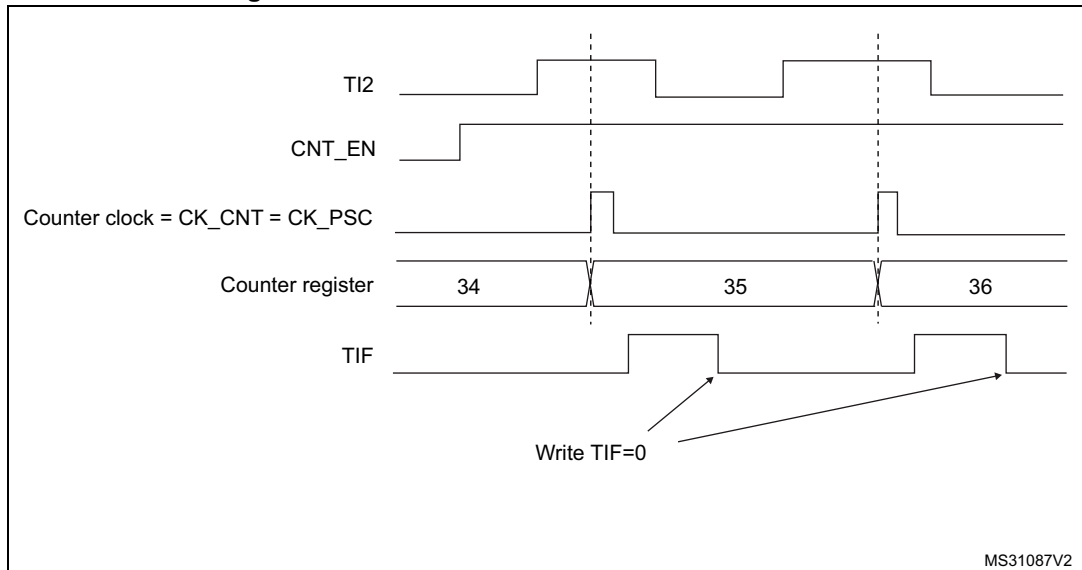 TI2
CNT_EN
Counter clock = CK_CNT = CK_PSC
Counter register 34 35 36
TIF
Write TIF=0
MS31087V2